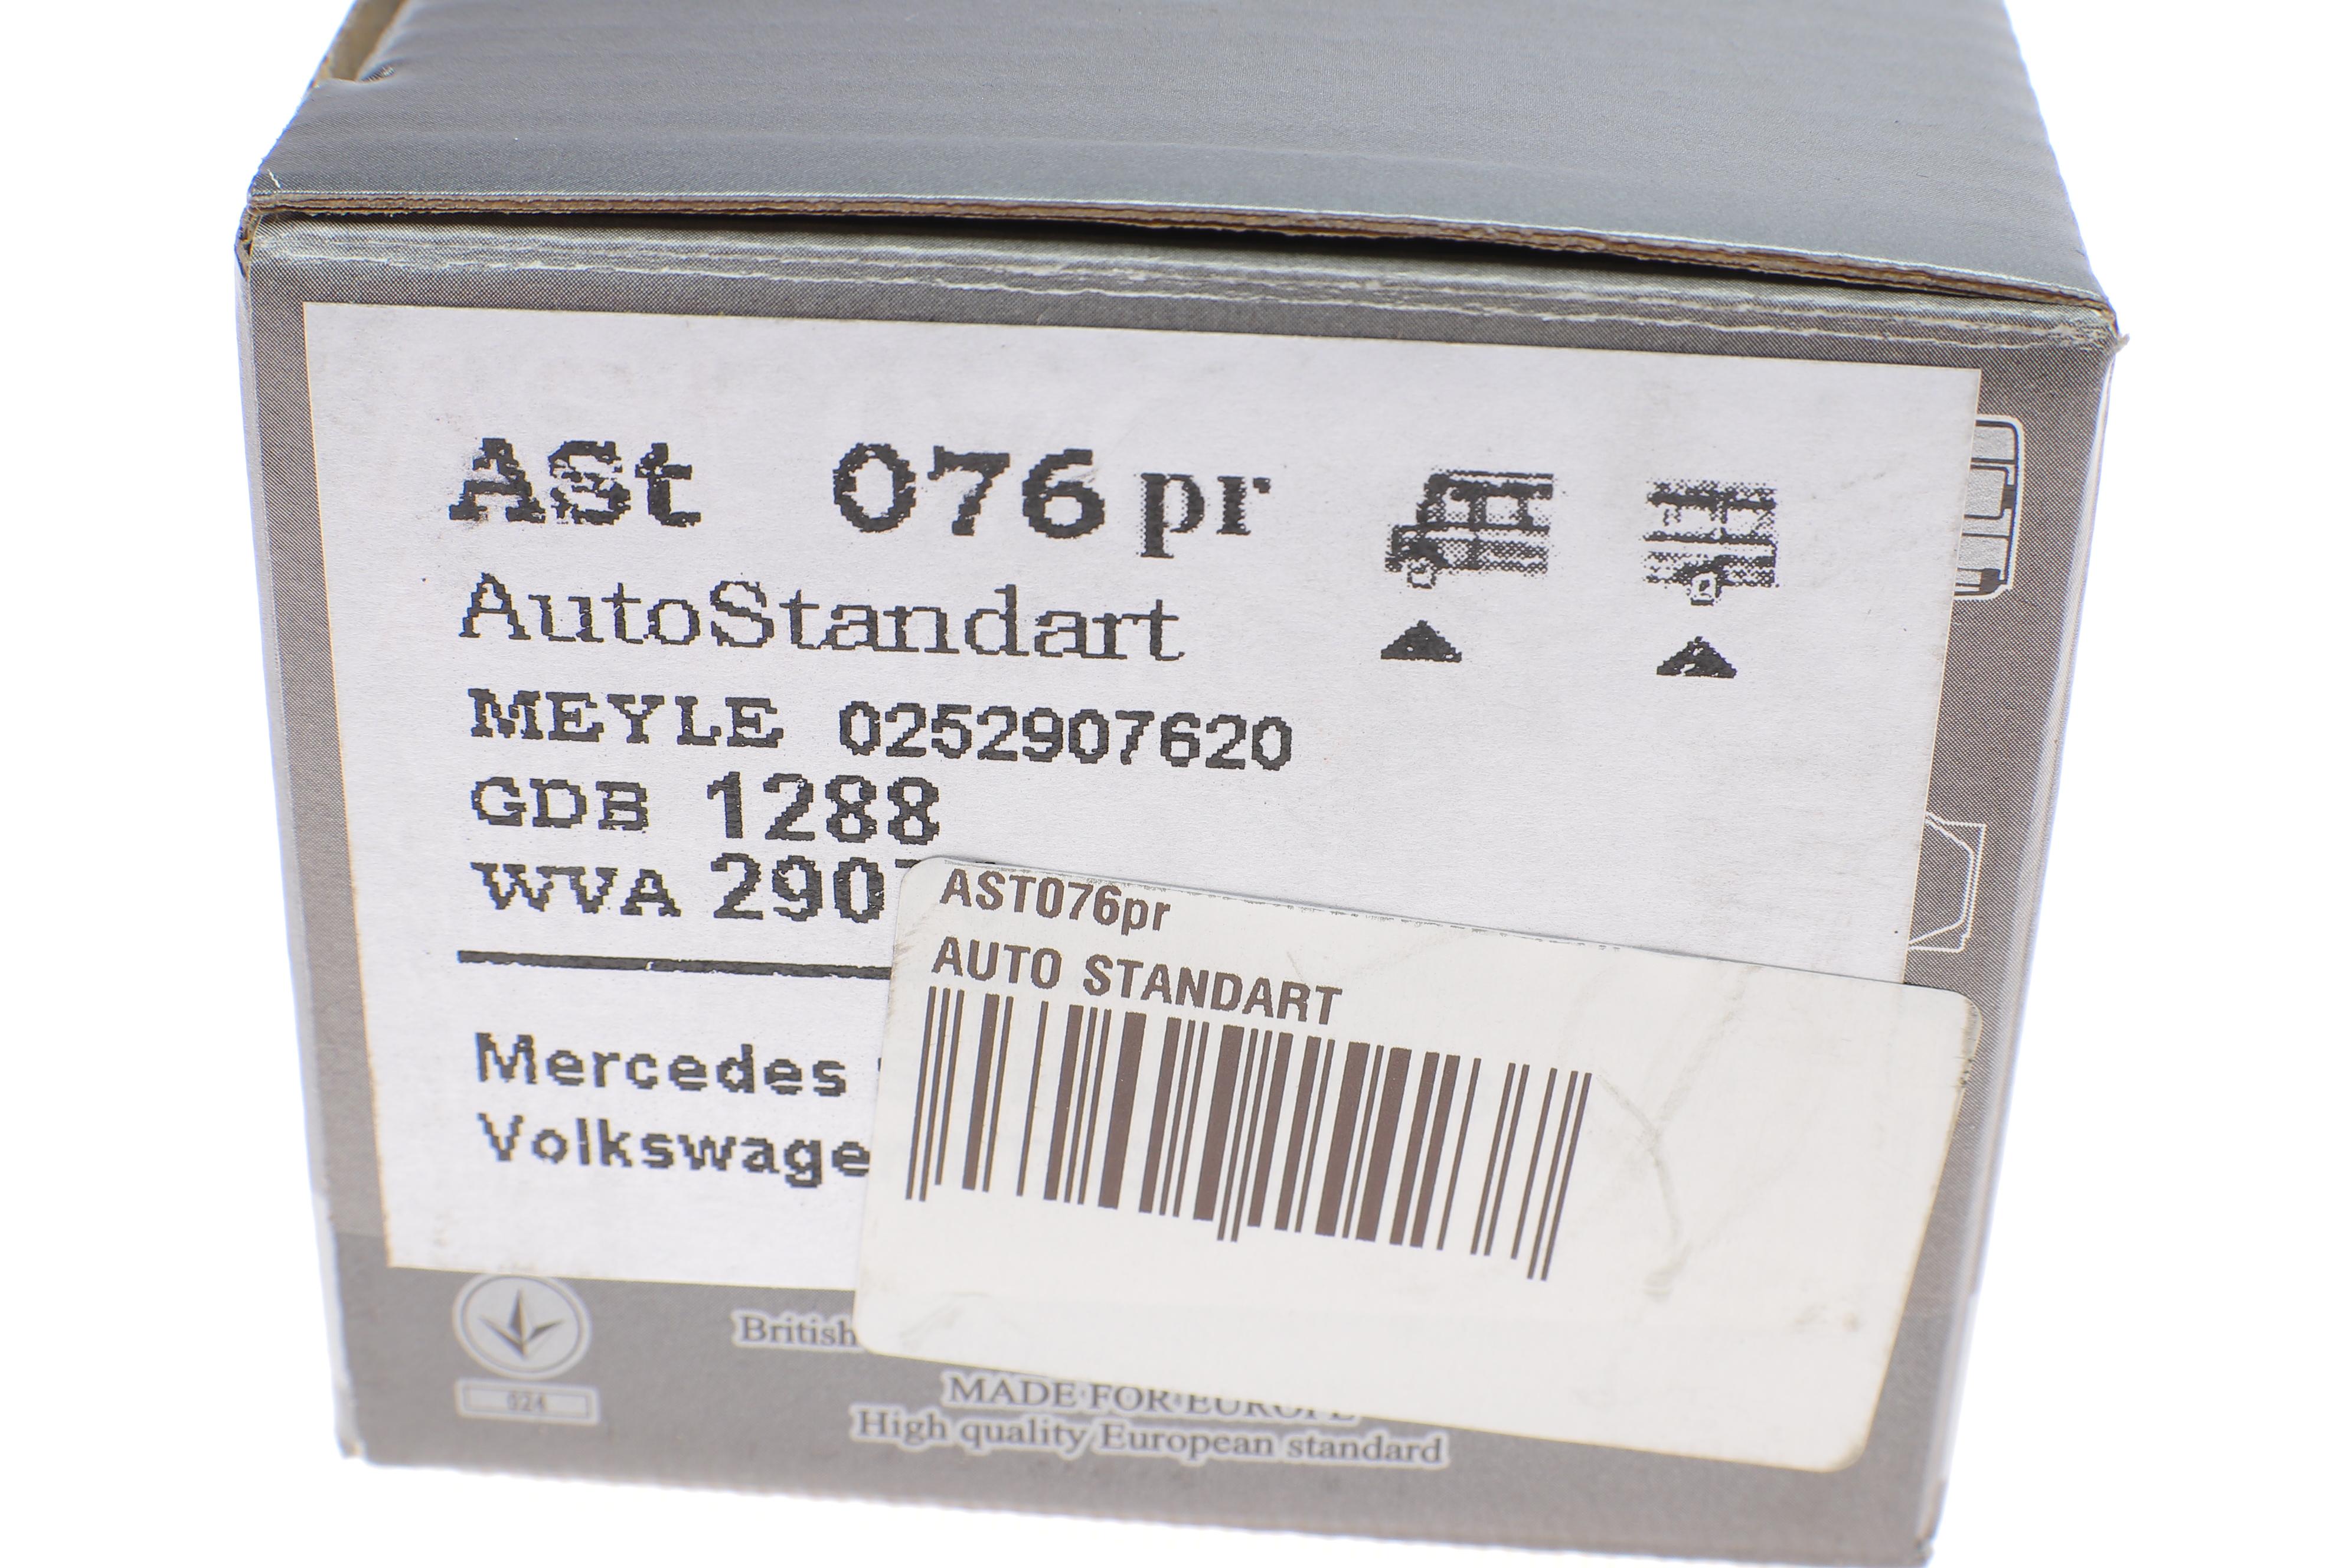 ASt 076 pr
AutoStandart
MEYLE 0252907620
GDB 1288
WVA 290
AST076pr
AUTO STANDART
Mercedes
Volkswage
024
British
MADE FOR EUROPE
High quality European standard